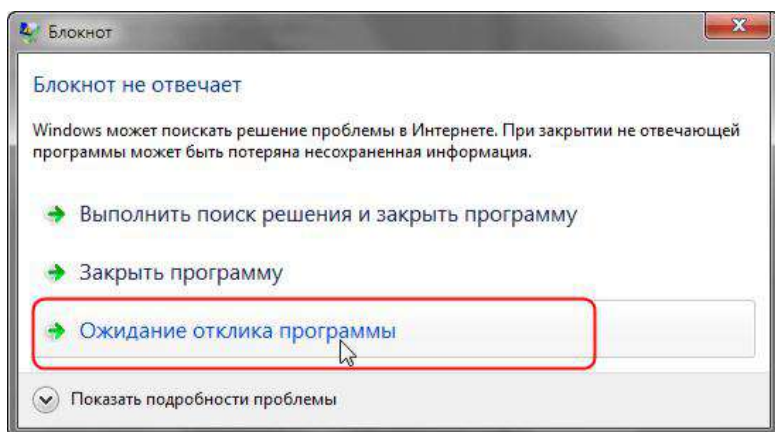 Блокнот
Блокнот не отвечает
Windows может поискать решение проблемы в Интернете. При закрытии не отвечающей
программы может быть потеряна несохраненная информация.
Выполнить поиск решения и закрыть программу
Закрыть программу
Ожидание отклика программы
Показать подробности проблемы